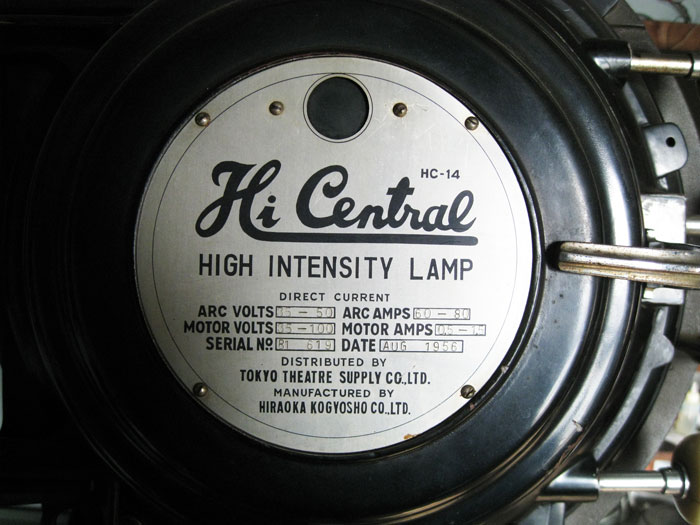 HC-14
Hi Central
HIGH INTENSITY LAMP
DIRECT CURRENT
ARC VOLTS - 50 ARC AMPS 60 - 80
MOTOR VOLTS - 100 MOTOR AMPS
SERIAL Nº 619 DATE AUG 1956
DISTRIBUTED BY
TOKYO THEATRE SUPPLY CO.,LTD.
MANUFACTURED BY
HIRAOKA KOGYOSHO CO.,LTD.